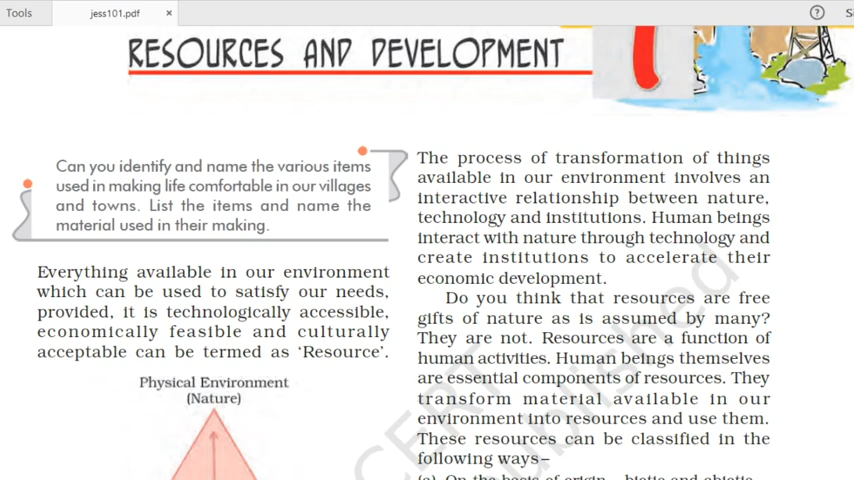 Tools
jess101.pdf
×
?
RESOURCES AND DEVELOPMENT
Can you identify and name the various items
used in making life comfortable in our villages
and towns. List the items and name the
material used in their making.
Everything available in our environment
which can be used to satisfy our needs,
provided, it is technologically accessible,
economically feasible and culturally
acceptable can be termed as ‘Resource’.
Physical Environment
(Nature)
The process of transformation of things
available in our environment involves an
interactive relationship between nature,
technology and institutions. Human beings
interact with nature through technology and
create institutions to accelerate their
economic development.
Do you think that resources are free
gifts of nature as is assumed by many?
They are not. Resources are a function of
human activities. Human beings themselves
are essential components of resources. They
transform material available in our
environment into resources and use them.
These resources can be classified in the
following ways–
(a) On the basis of origin – biotic and abiotic